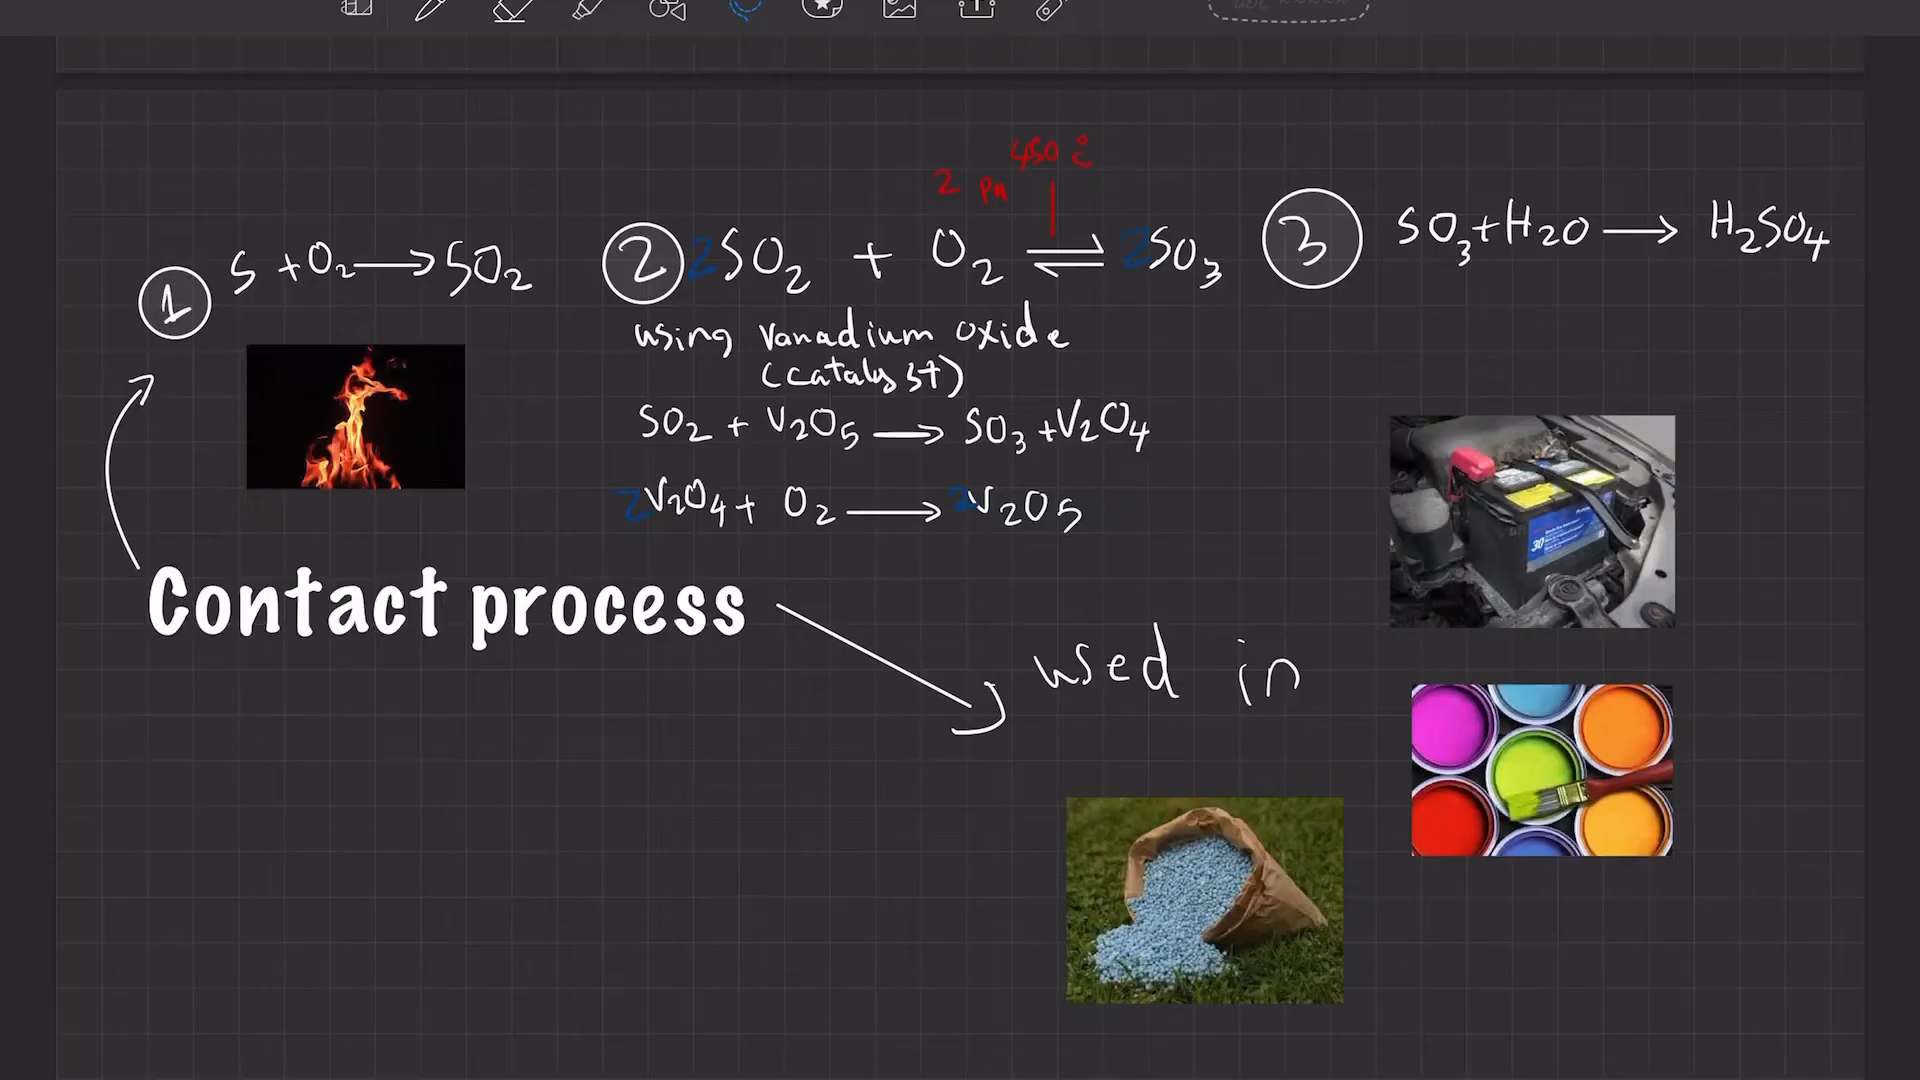 450 c
2 Pa
1 S + O2 → SO2
2 2SO2 + O2 ⇌ 2SO3
3 SO3 + H2O → H2SO4
using Vanadium oxide
(catalyst)
SO2 + V2O5 → SO3 + V2O4
2V2O4 + O2 → 2V2O5
Contact process
used in
30